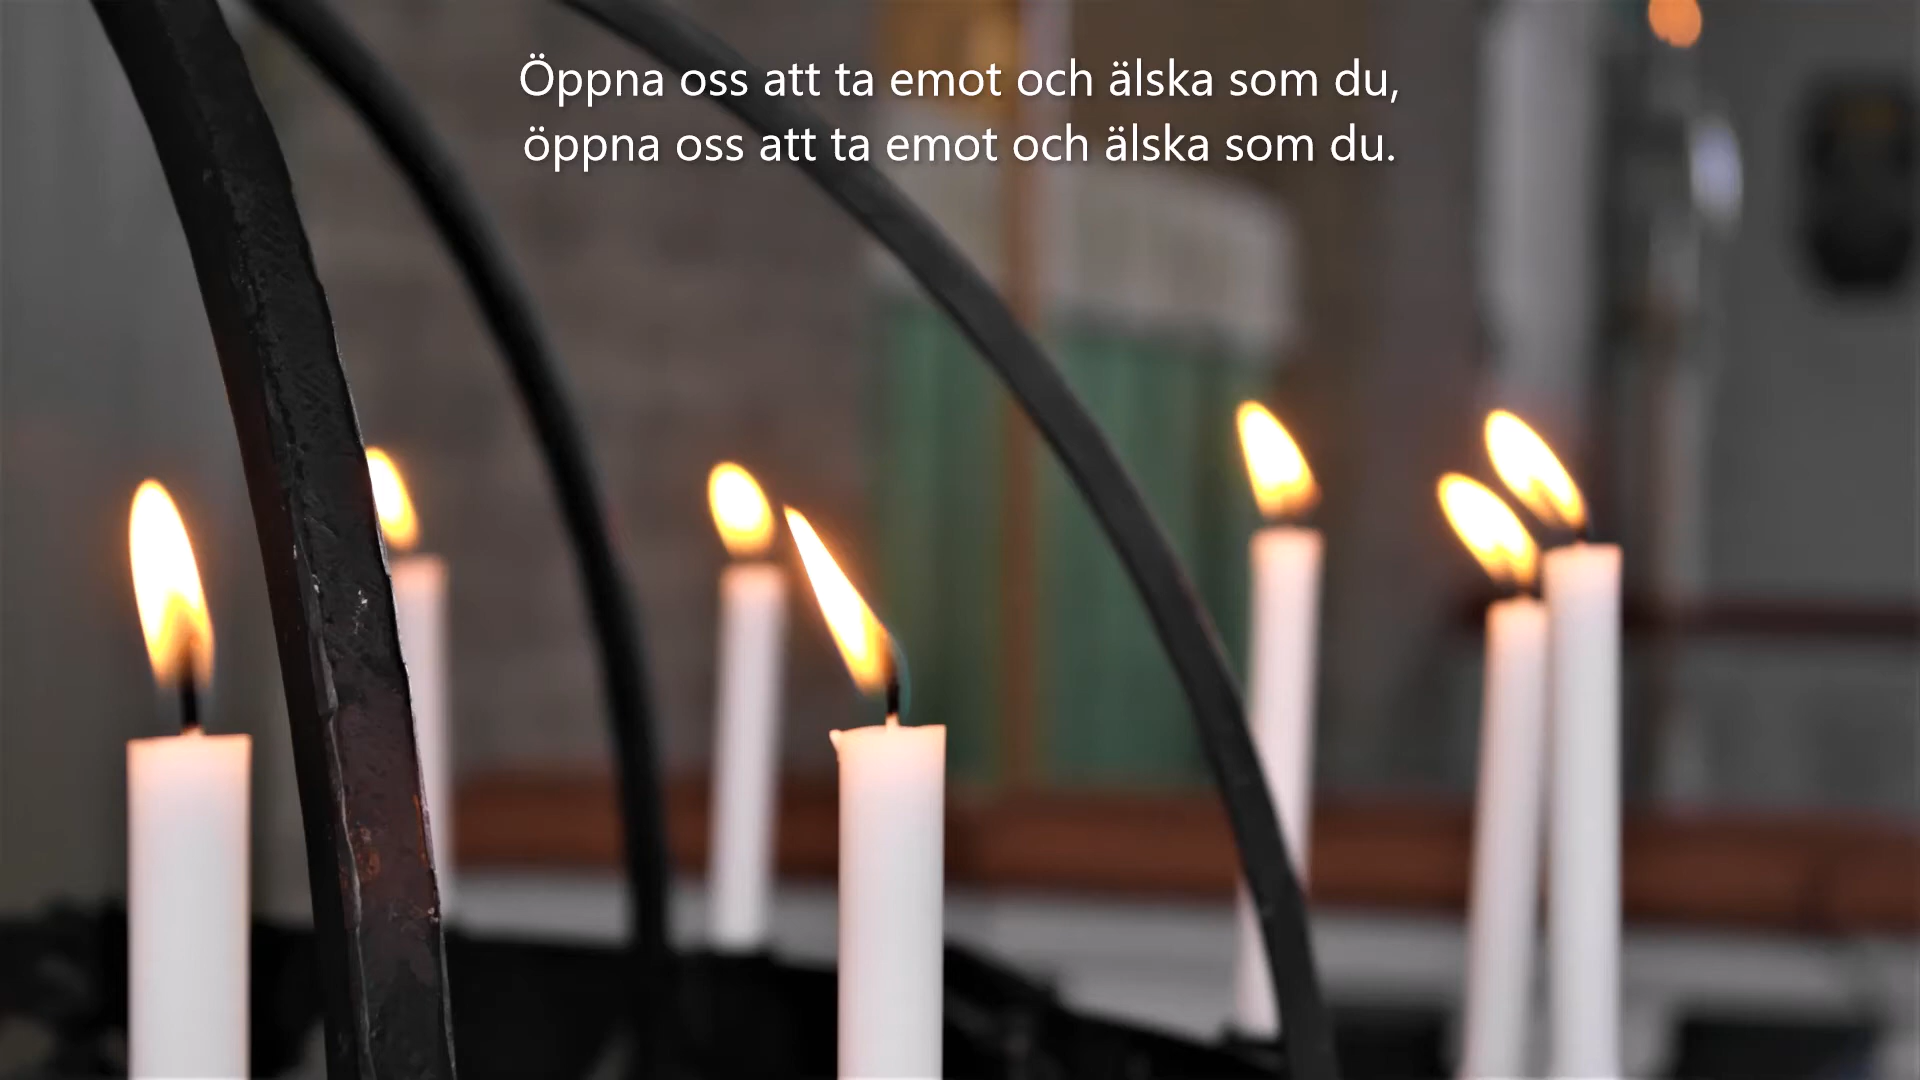 Öppna oss att ta emot och älska som du,
öppna oss att ta emot och älska som du.